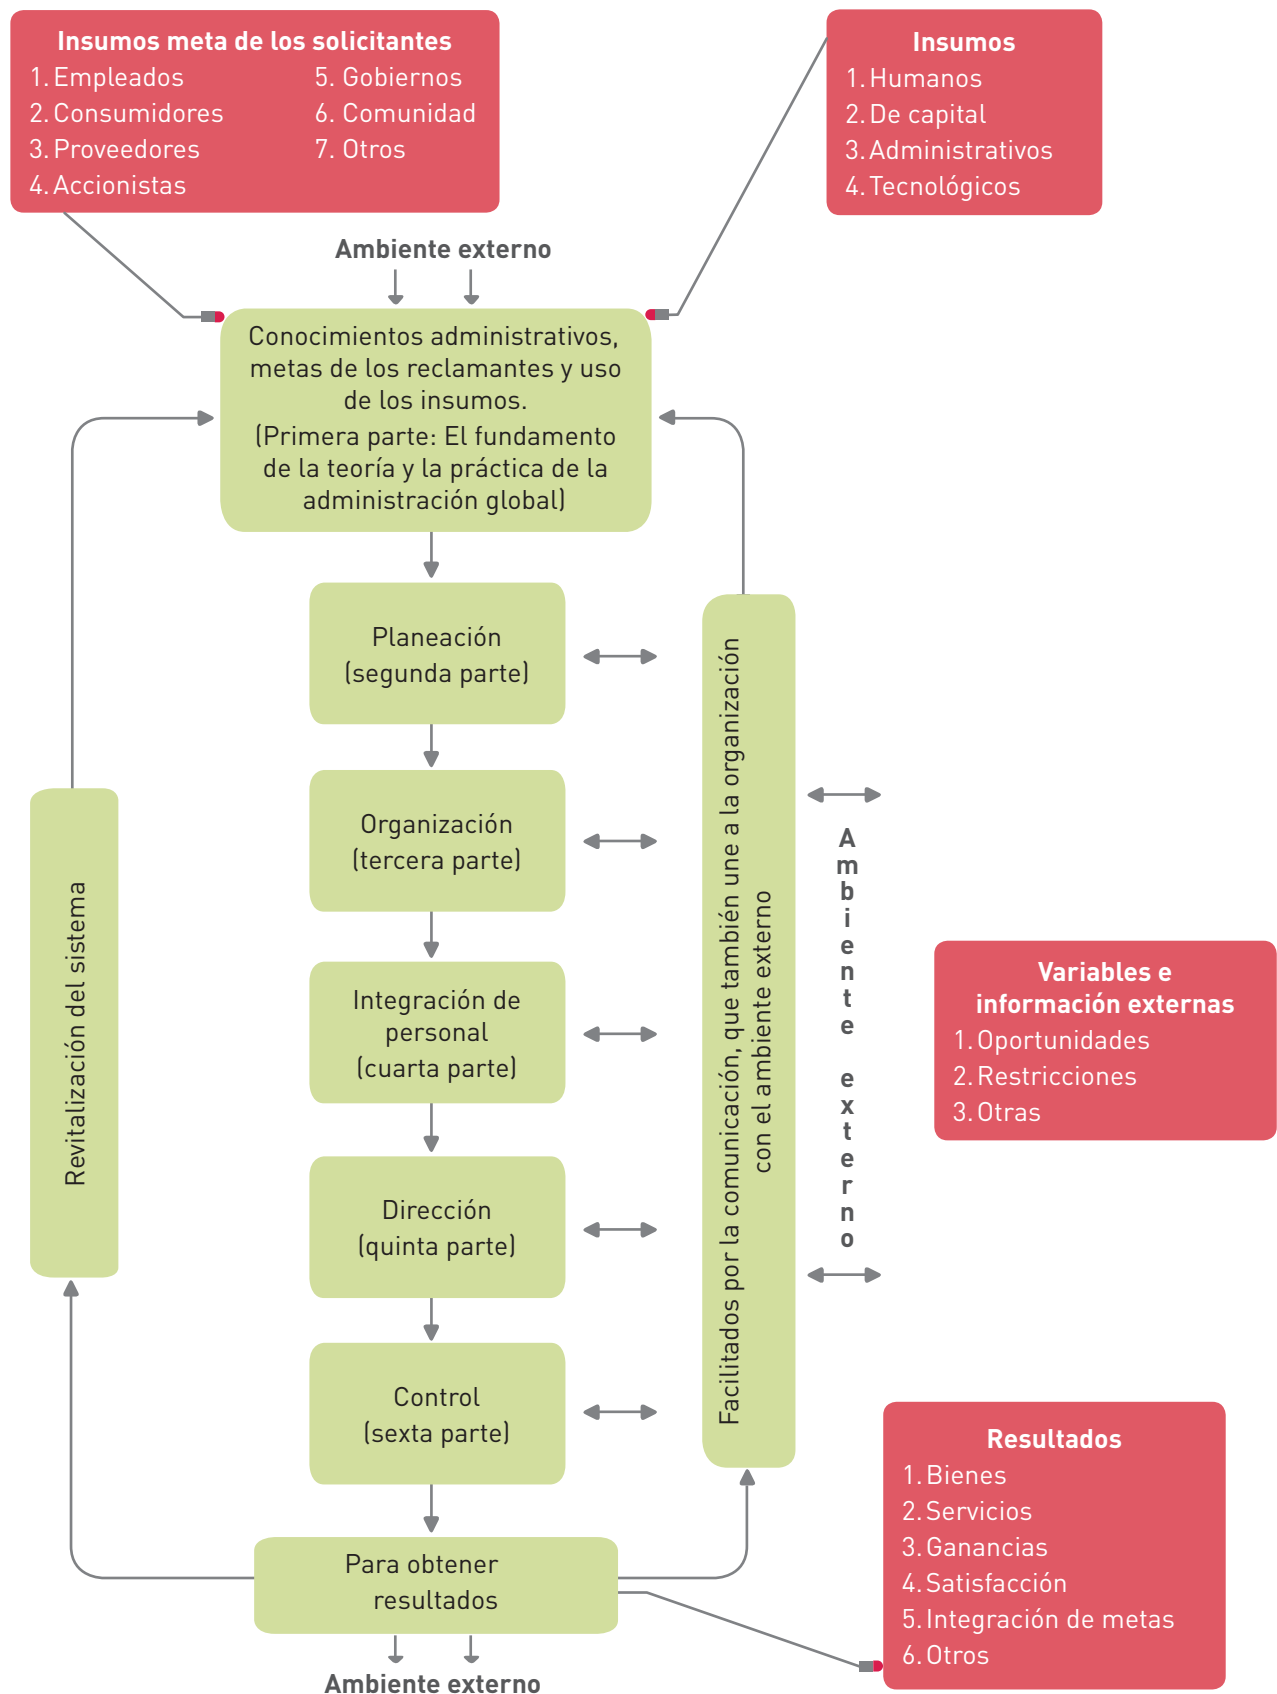 Insumos meta de los solicitantes
1. Empleados
2. Consumidores
3. Proveedores
4. Accionistas
5. Gobiernos
6. Comunidad
7. Otros
Insumos
1. Humanos
2. De capital
3. Administrativos
4. Tecnológicos
Ambiente externo
Conocimientos administrativos,
metas de los reclamantes y uso
de los insumos.
(Primera parte: El fundamento
de la teoría y la práctica de la
administración global)
Planeación
(segunda parte)
Organización
(tercera parte)
Integración de
personal
(cuarta parte)
Dirección
(quinta parte)
Control
(sexta parte)
Para obtener
resultados
Ambiente externo
Revitalización del sistema
Facilitados por la comunicación, que también une a la organización
con el ambiente externo
Ambiente externo
Variables e
información externas
1. Oportunidades
2. Restricciones
3. Otras
Resultados
1. Bienes
2. Servicios
3. Ganancias
4. Satisfacción
5. Integración de metas
6. Otros